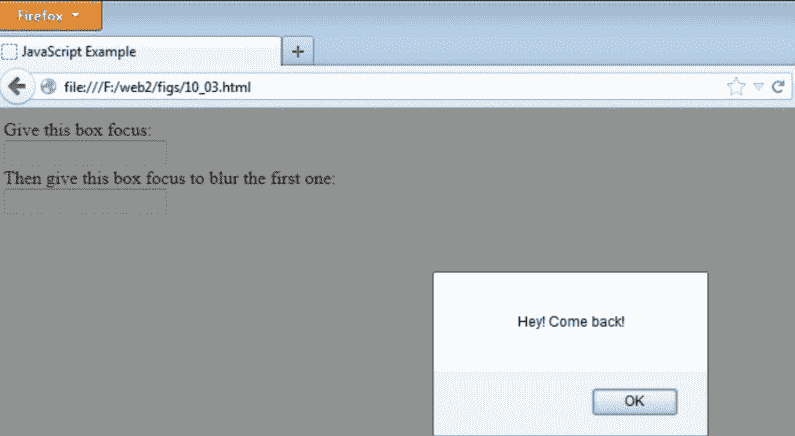 Firefox
JavaScript Example
file:///F:/web2/figs/10_03.html
Give this box focus:
Then give this box focus to blur the first one:
Hey! Come back!
OK